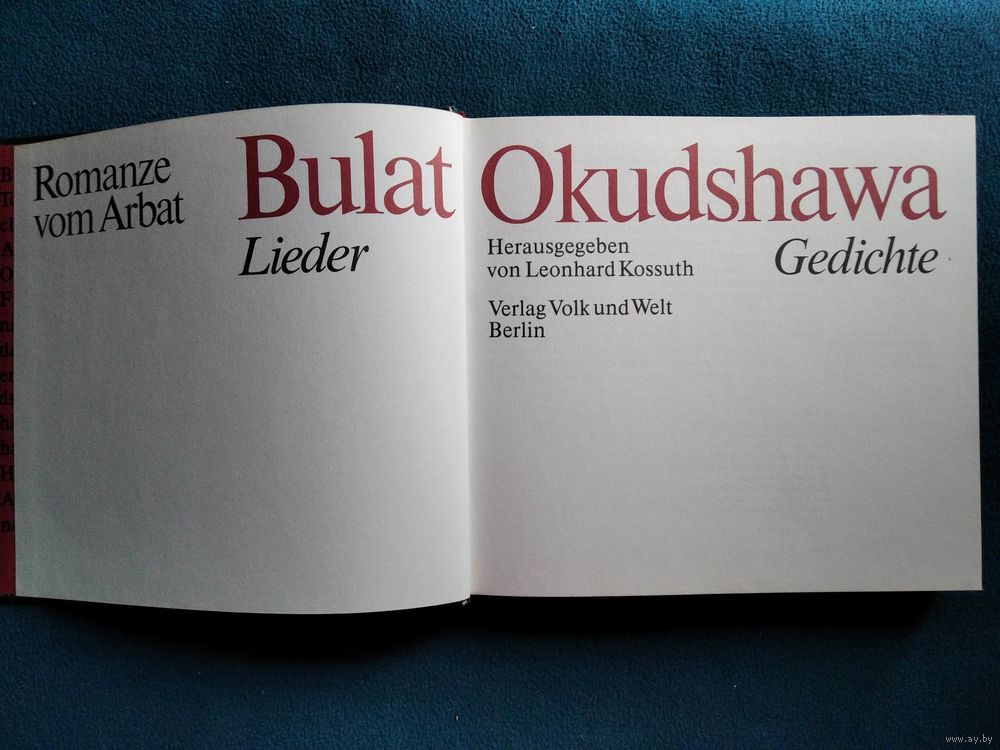 Romanze
vom Arbat
Bulat Okudshawa
Lieder
Gedichte
Herausgegeben
von Leonhard Kossuth
Verlag Volk und Welt
Berlin
www.ay.by